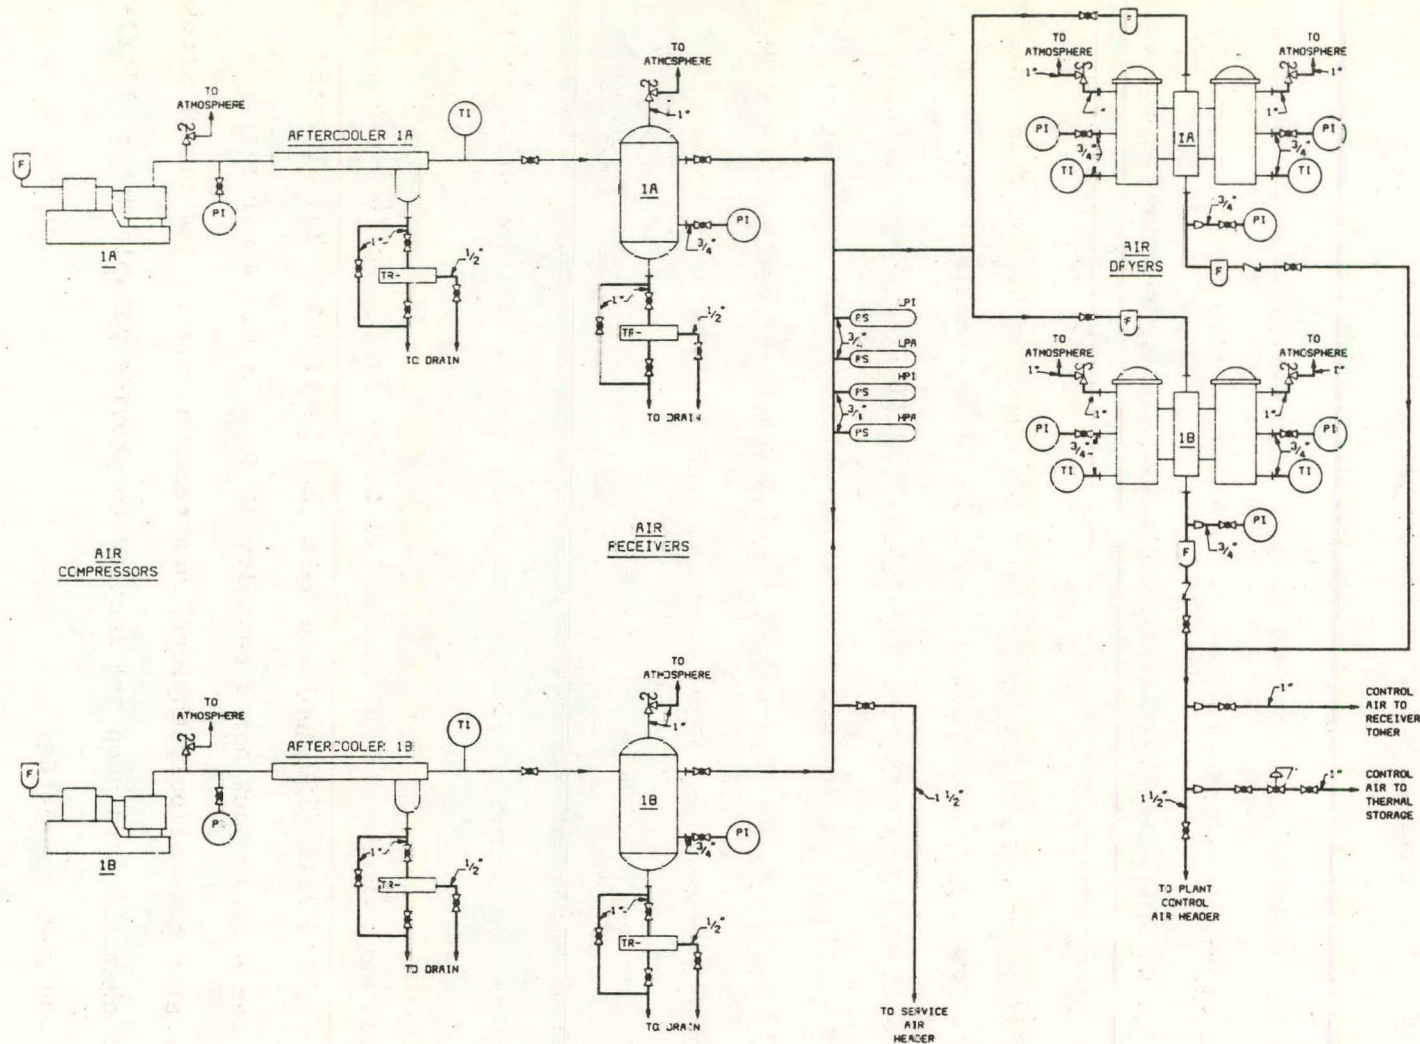 F
TO
ATMOSPHERE
PI
1A
AFTERCOOLER 1A
TI
1"
TR-
1/2"
TO DRAIN
TO
ATMOSPHERE
1"
1A
PI
3/4"
1"
TR-
1/2"
TO DRAIN
AIR
COMPRESSORS
AIR
RECEIVERS
F
TO
ATMOSPHERE
1B
AFTERCOOLER 1B
TI
1"
TR-
1/2"
TO DRAIN
TO
ATMOSPHERE
1"
1B
PI
3/4"
1"
TR-
1/2"
TO DRAIN
PS
LPA
PS
3/4"
HPI
PS
HPA
PS
1 1/2"
TO SERVICE
AIR
HEADER
F
TO
ATMOSPHERE
1"
TO
ATMOSPHERE
1"
1"
PI
3/4"
TI
1A
PI
3/4"
TI
3/4"
PI
AIR
DRYERS
F
F
TO
ATMOSPHERE
1"
1"
TO
ATMOSPHERE
1"
PI
3/4"
TI
1B
PI
3/4"
TI
PI
3/4"
F
1"
CONTROL
AIR TO
RECEIVER
TOWER
1"
CONTROL
AIR TO
THERMAL
STORAGE
1 1/2"
TO PLANT
CONTROL
AIR HEADER